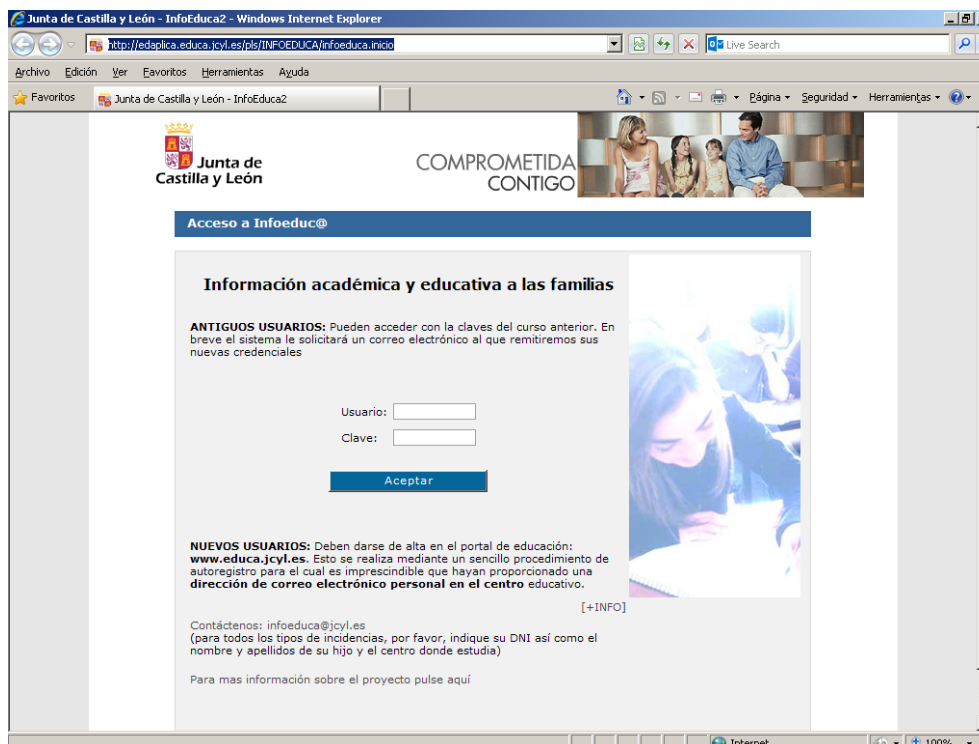 Junta de Castilla y León - InfoEduca2 - Windows Internet Explorer
http://edaplica.educa.jcyl.es/pls/INFOEDUCA/infoeduca.inicio
Live Search
Archivo Edición Ver Favoritos Herramientas Ayuda
Favoritos Junta de Castilla y León - InfoEduca2 Página Seguridad Herramientas
Junta de
Castilla y León
COMPROMETIDA
CONTIGO
Acceso a Infoeduc@
Información académica y educativa a las familias
ANTIGUOS USUARIOS: Pueden acceder con la claves del curso anterior. En
breve el sistema le solicitará un correo electrónico al que remitiremos sus
nuevas credenciales
Usuario:
Clave:
Aceptar
NUEVOS USUARIOS: Deben darse de alta en el portal de educación:
www.educa.jcyl.es. Esto se realiza mediante un sencillo procedimiento de
autoregistro para el cual es imprescindible que hayan proporcionado una
dirección de correo electrónico personal en el centro educativo.
[+INFO]
Contáctenos: infoeduca@jcyl.es
(para todos los tipos de incidencias, por favor, indique su DNI así como el
nombre y apellidos de su hijo y el centro donde estudia)
Para mas información sobre el proyecto pulse aquí
Internet 100%